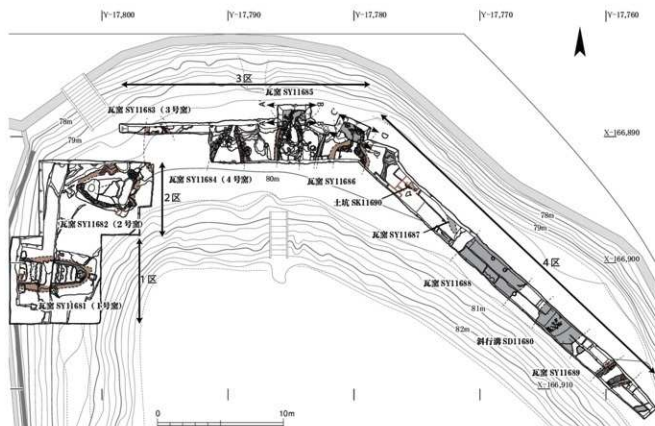 Y-17,800
Y-17,790
Y-17,780
Y-17,770
Y-17,760
3区
瓦窯 SY11685
瓦窯 SY11683 (3号窯)
A
B
C
78m
79m
X-166,890
瓦窯 SY11684 (4号窯)
80m
瓦窯 SY11686
土坑 SK11690
2区
瓦窯 SY11682 (2号窯)
瓦窯 SY11687
78m
79m
X-166,900
4区
1区
瓦窯 SY11688
瓦窯 SY11681 (1号窯)
81m
82m
斜行溝 SD11680
瓦窯 SY11689
X-166,910
0
10m